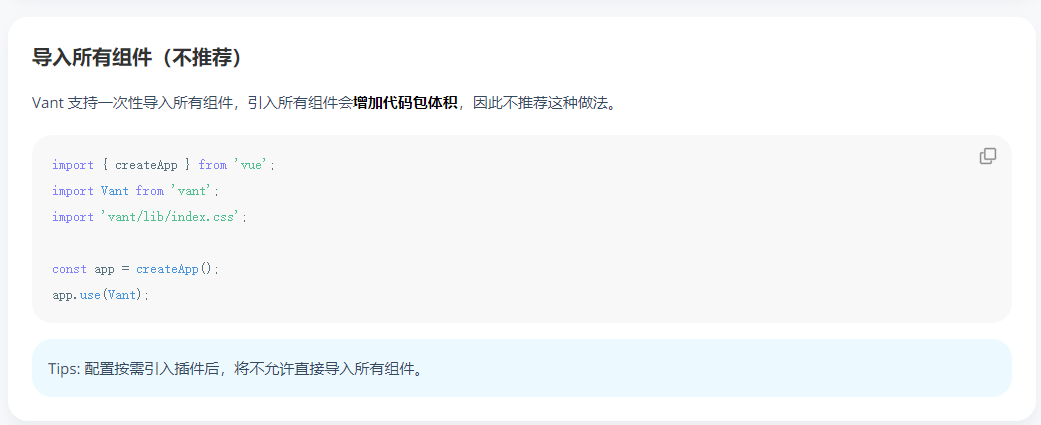 导入所有组件（不推荐）
Vant 支持一次性导入所有组件，引入所有组件会增加代码包体积，因此不推荐这种做法。
import { createApp } from 'vue';
import Vant from 'vant';
import 'vant/lib/index.css';
const app = createApp();
app.use(Vant);
Tips: 配置按需引入插件后，将不允许直接导入所有组件。